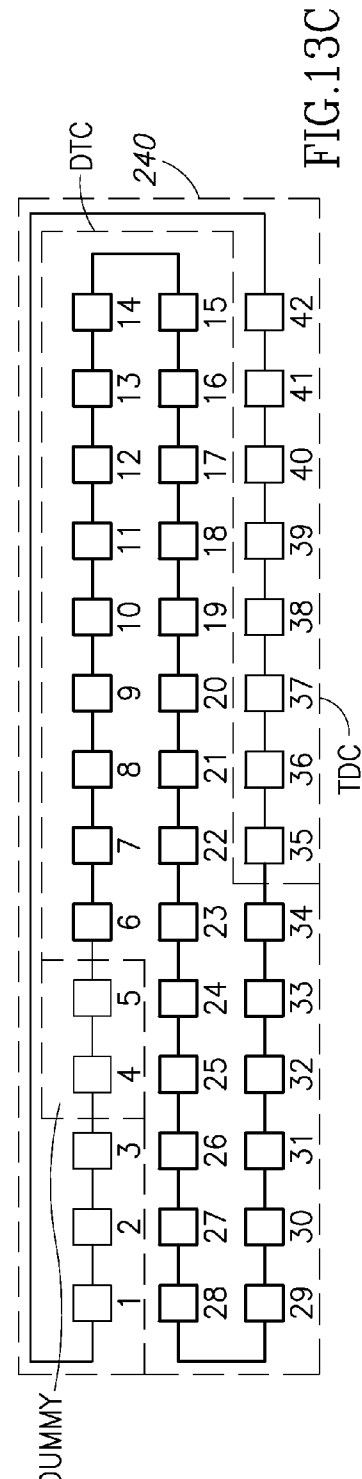 DUMMY
DTC
240
1 2 3 4 5 6 7 8 9 10 11 12 13 14
28 27 26 25 24 23 22 21 20 19 18 17 16 15
29 30 31 32 33 34 35 36 37 38 39 40 41 42
TDC
FIG.13C